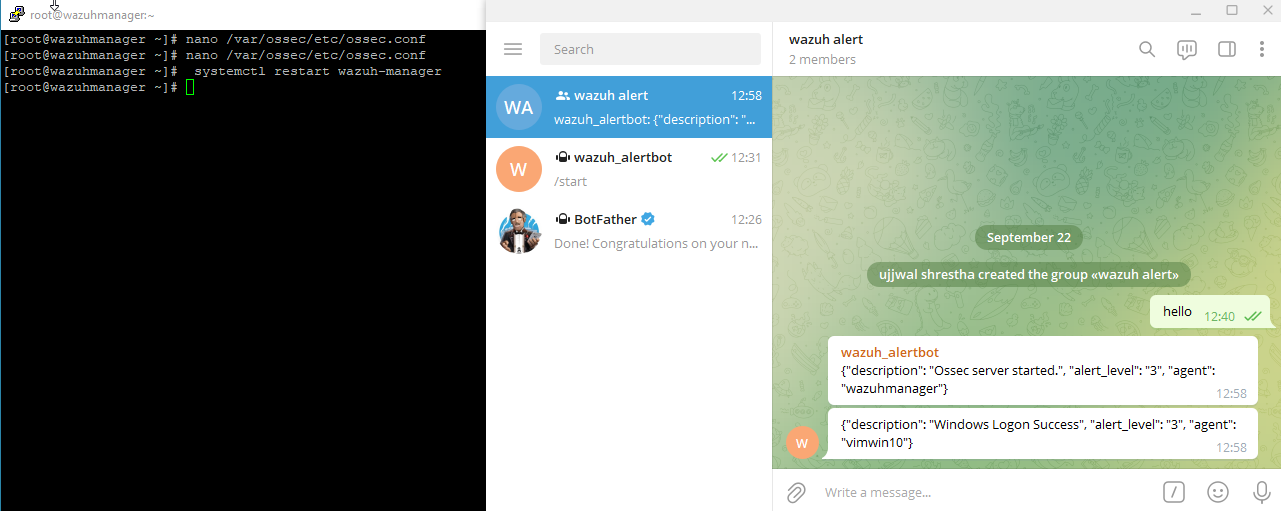 root@wazuhmanager:~
[root@wazuhmanager ~]# nano /var/ossec/etc/ossec.conf
[root@wazuhmanager ~]# nano /var/ossec/etc/ossec.conf
[root@wazuhmanager ~]#  systemctl restart wazuh-manager
[root@wazuhmanager ~]#
Search
WA
wazuh alert
12:58
wazuh_alertbot: {"description": "...
W
wazuh_alertbot
12:31
/start
BotFather
12:26
Done! Congratulations on your n...
wazuh alert
2 members
September 22
ujjwal shrestha created the group «wazuh alert»
hello
12:40
wazuh_alertbot
{"description": "Ossec server started.", "alert_level": "3", "agent":
"wazuhmanager"}
12:58
W
{"description": "Windows Logon Success", "alert_level": "3", "agent":
"vimwin10"}
12:58
Write a message...